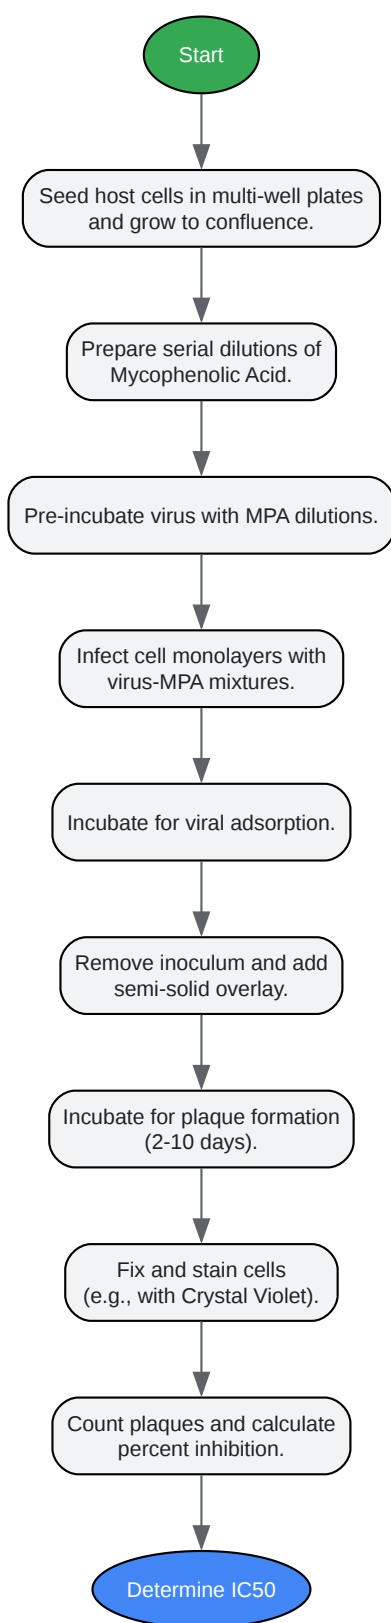 Start
Seed host cells in multi-well plates
and grow to confluence.
Prepare serial dilutions of
Mycophenolic Acid.
Pre-incubate virus with MPA dilutions.
Infect cell monolayers with
virus-MPA mixtures.
Incubate for viral adsorption.
Remove inoculum and add
semi-solid overlay.
Incubate for plaque formation
(2-10 days).
Fix and stain cells
(e.g., with Crystal Violet).
Count plaques and calculate
percent inhibition.
Determine IC50